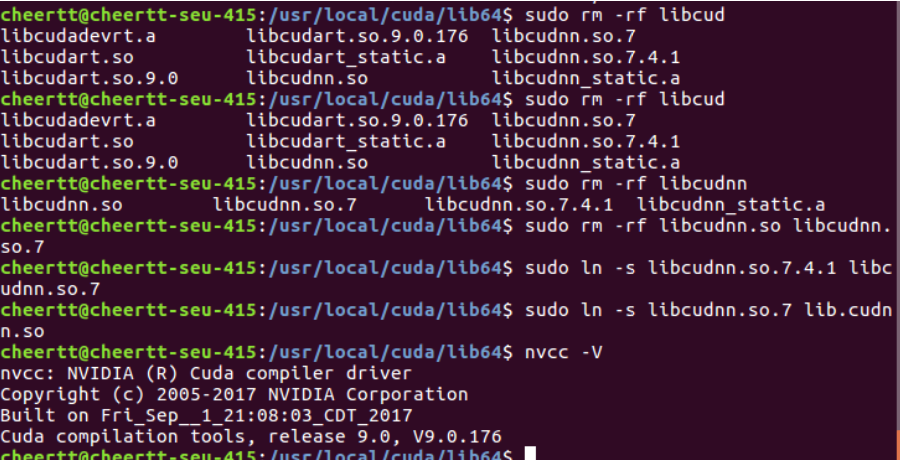 cheertt@cheertt-seu-415:/usr/local/cuda/lib64$ sudo rm -rf libcud
libcudadevrt.a libcudart.so.9.0.176 libcudnn.so.7
libcudart.so libcudart_static.a libcudnn.so.7.4.1
libcudart.so.9.0 libcudnn.so libcudnn_static.a
cheertt@cheertt-seu-415:/usr/local/cuda/lib64$ sudo rm -rf libcud
libcudadevrt.a libcudart.so.9.0.176 libcudnn.so.7
libcudart.so libcudart_static.a libcudnn.so.7.4.1
libcudart.so.9.0 libcudnn.so libcudnn_static.a
cheertt@cheertt-seu-415:/usr/local/cuda/lib64$ sudo rm -rf libcudnn
libcudnn.so libcudnn.so.7 libcudnn.so.7.4.1 libcudnn_static.a
cheertt@cheertt-seu-415:/usr/local/cuda/lib64$ sudo rm -rf libcudnn.so libcudnn.
so.7
cheertt@cheertt-seu-415:/usr/local/cuda/lib64$ sudo ln -s libcudnn.so.7.4.1 libc
udnn.so.7
cheertt@cheertt-seu-415:/usr/local/cuda/lib64$ sudo ln -s libcudnn.so.7 lib.cudn
n.so
cheertt@cheertt-seu-415:/usr/local/cuda/lib64$ nvcc -V
nvcc: NVIDIA (R) Cuda compiler driver
Copyright (c) 2005-2017 NVIDIA Corporation
Built on Fri_Sep__1_21:08:03_CDT_2017
Cuda compilation tools, release 9.0, V9.0.176
cheertt@cheertt-seu-415:/usr/local/cuda/lib64$